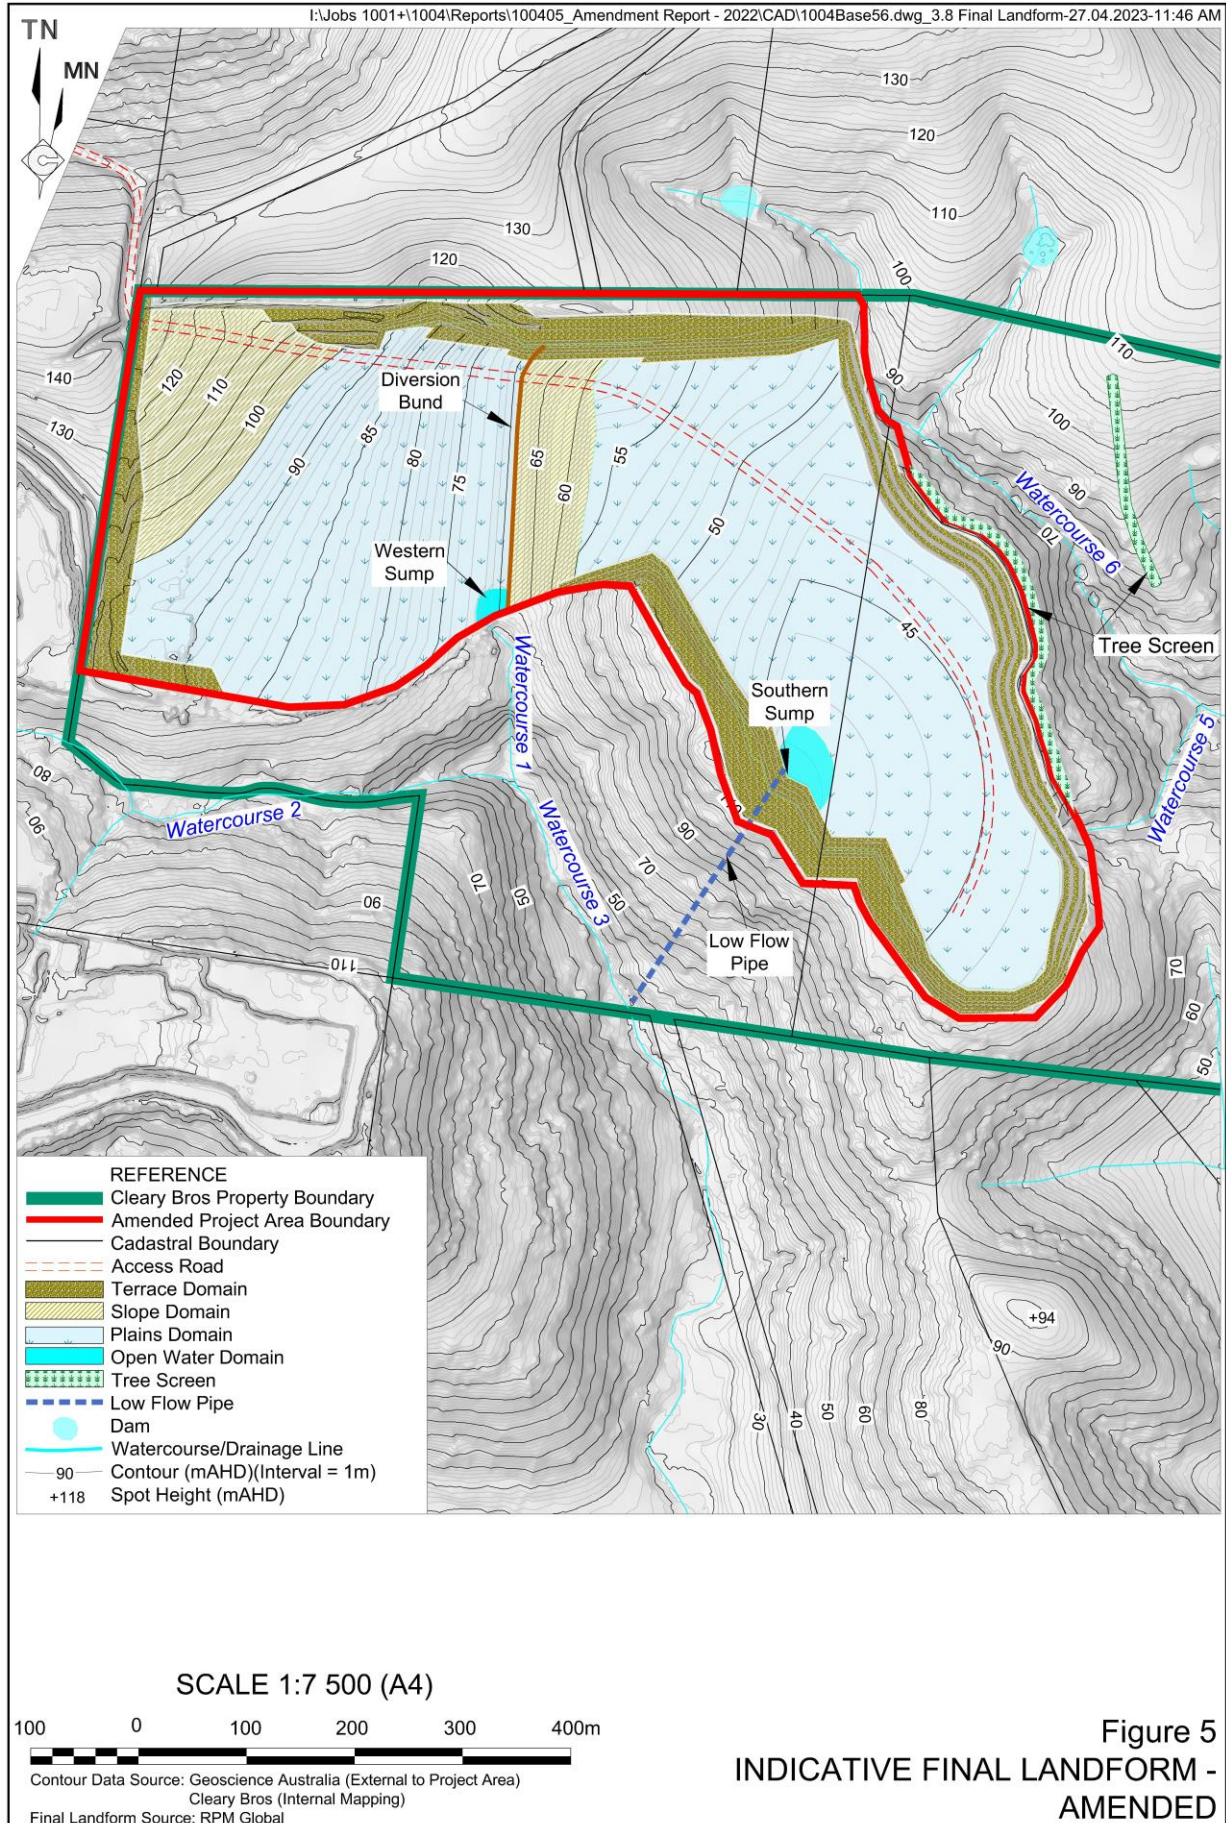 I:\Jobs 1001+\1004\Reports\100405_Amendment Report - 2022\CAD\1004Base56.dwg_3.8 Final Landform-27.04.2023-11:46 AM
TN
MN
130
120
110
130
120
100
110
90
140
130
120
110
100
Diversion
Bund
90
85
80
75
65
60
55
50
45
100
90
Watercourse 6
70
Western
Sump
Tree Screen
Watercourse 1
Southern
Sump
Watercourse 5
80
90
Watercourse 2
Watercourse 3
110
90
70
50
70
50
90
110
Low Flow
Pipe
70
60
50
REFERENCE
Cleary Bros Property Boundary
Amended Project Area Boundary
Cadastral Boundary
Access Road
Terrace Domain
Slope Domain
Plains Domain
Open Water Domain
Tree Screen
Low Flow Pipe
Dam
Watercourse/Drainage Line
90 Contour (mAHD)(Interval = 1m)
+118 Spot Height (mAHD)
+94
90
30
40
50
60
80
SCALE 1:7 500 (A4)
100 0 100 200 300 400m
Contour Data Source: Geoscience Australia (External to Project Area)
Cleary Bros (Internal Mapping)
Final Landform Source: RPM Global
Figure 5
INDICATIVE FINAL LANDFORM -
AMENDED